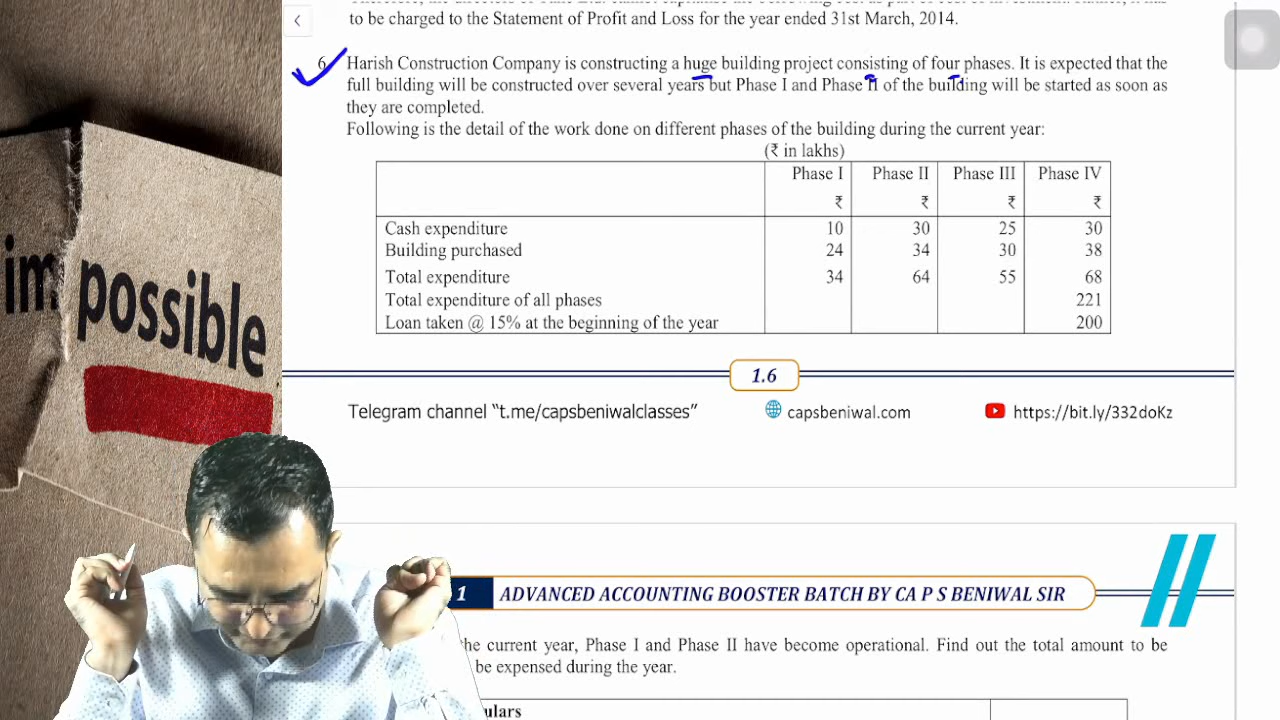 to be charged to the Statement of Profit and Loss for the year ended 31st March, 2014.
6. Harish Construction Company is constructing a huge building project consisting of four phases. It is expected that the
full building will be constructed over several years but Phase I and Phase II of the building will be started as soon as
they are completed.
Following is the detail of the work done on different phases of the building during the current year:
(₹ in lakhs)
Phase I Phase II Phase III Phase IV
₹ ₹ ₹ ₹
Cash expenditure 10 30 25 30
Building purchased 24 34 30 38
Total expenditure 34 64 55 68
Total expenditure of all phases 221
Loan taken @ 15% at the beginning of the year 200
1.6
Telegram channel "t.me/capsbeniwalclasses" capsbeniwal.com https://bit.ly/332doKz
impossible
1 ADVANCED ACCOUNTING BOOSTER BATCH BY CA P S BENIWAL SIR
the current year, Phase I and Phase II have become operational. Find out the total amount to be
be expensed during the year.